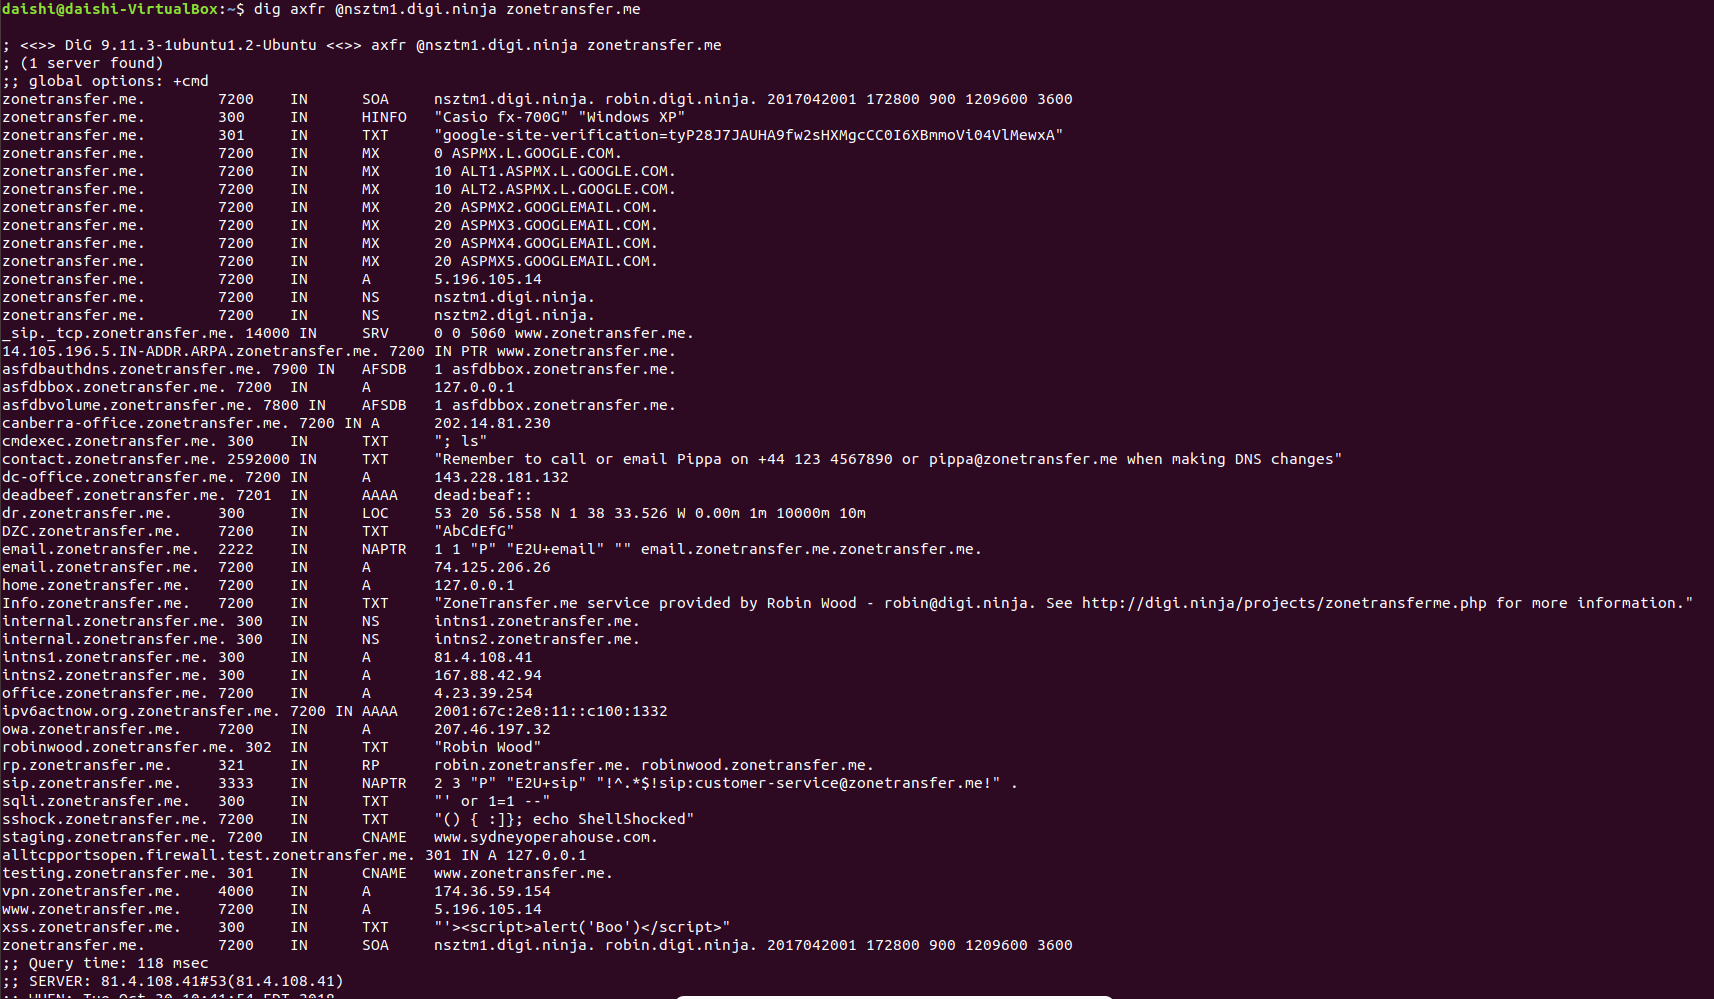 daishi@daishi-VirtualBox:~$ dig axfr @nsztm1.digi.ninja zonetransfer.me
; <<>> DiG 9.11.3-1ubuntu1.2-Ubuntu <<>> axfr @nsztm1.digi.ninja zonetransfer.me
; (1 server found)
;; global options: +cmd
zonetransfer.me. 7200 IN SOA nsztm1.digi.ninja. robin.digi.ninja. 2017042001 172800 900 1209600 3600
zonetransfer.me. 300 IN HINFO "Casio fx-700G" "Windows XP"
zonetransfer.me. 301 IN TXT "google-site-verification=tyP28J7JAUHA9fw2sHXMgcCC0I6XBmmoVi04VlMewxA"
zonetransfer.me. 7200 IN MX 0 ASPMX.L.GOOGLE.COM.
zonetransfer.me. 7200 IN MX 10 ALT1.ASPMX.L.GOOGLE.COM.
zonetransfer.me. 7200 IN MX 10 ALT2.ASPMX.L.GOOGLE.COM.
zonetransfer.me. 7200 IN MX 20 ASPMX2.GOOGLEMAIL.COM.
zonetransfer.me. 7200 IN MX 20 ASPMX3.GOOGLEMAIL.COM.
zonetransfer.me. 7200 IN MX 20 ASPMX4.GOOGLEMAIL.COM.
zonetransfer.me. 7200 IN MX 20 ASPMX5.GOOGLEMAIL.COM.
zonetransfer.me. 7200 IN A 5.196.105.14
zonetransfer.me. 7200 IN NS nsztm1.digi.ninja.
zonetransfer.me. 7200 IN NS nsztm2.digi.ninja.
_sip._tcp.zonetransfer.me. 14000 IN SRV 0 0 5060 www.zonetransfer.me.
14.105.196.5.IN-ADDR.ARPA.zonetransfer.me. 7200 IN PTR www.zonetransfer.me.
asfdbauthdns.zonetransfer.me. 7900 IN AFSDB 1 asfdbbox.zonetransfer.me.
asfdbbox.zonetransfer.me. 7200 IN A 127.0.0.1
asfdbvolume.zonetransfer.me. 7800 IN AFSDB 1 asfdbbox.zonetransfer.me.
canberra-office.zonetransfer.me. 7200 IN A 202.14.81.230
cmdexec.zonetransfer.me. 300 IN TXT "; ls"
contact.zonetransfer.me. 2592000 IN TXT "Remember to call or email Pippa on +44 123 4567890 or pippa@zonetransfer.me when making DNS changes"
dc-office.zonetransfer.me. 7200 IN A 143.228.181.132
deadbeef.zonetransfer.me. 7201 IN AAAA dead:beaf::
dr.zonetransfer.me. 300 IN LOC 53 20 56.558 N 1 38 33.526 W 0.00m 1m 10000m 10m
DZC.zonetransfer.me. 7200 IN TXT "AbCdEfG"
email.zonetransfer.me. 2222 IN NAPTR 1 1 "P" "E2U+email" "" email.zonetransfer.me.zonetransfer.me.
email.zonetransfer.me. 7200 IN A 74.125.206.26
home.zonetransfer.me. 7200 IN A 127.0.0.1
Info.zonetransfer.me. 7200 IN TXT "ZoneTransfer.me service provided by Robin Wood - robin@digi.ninja. See http://digi.ninja/projects/zonetransferme.php for more information."
internal.zonetransfer.me. 300 IN NS intns1.zonetransfer.me.
internal.zonetransfer.me. 300 IN NS intns2.zonetransfer.me.
intns1.zonetransfer.me. 300 IN A 81.4.108.41
intns2.zonetransfer.me. 300 IN A 167.88.42.94
office.zonetransfer.me. 7200 IN A 4.23.39.254
ipv6actnow.org.zonetransfer.me. 7200 IN AAAA 2001:67c:2e8:11::c100:1332
owa.zonetransfer.me. 7200 IN A 207.46.197.32
robinwood.zonetransfer.me. 302 IN TXT "Robin Wood"
rp.zonetransfer.me. 321 IN RP robin.zonetransfer.me. robinwood.zonetransfer.me.
sip.zonetransfer.me. 3333 IN NAPTR 2 3 "P" "E2U+sip" "!^.*$!sip:customer-service@zonetransfer.me!" .
sqli.zonetransfer.me. 300 IN TXT "' or 1=1 --"
sshock.zonetransfer.me. 7200 IN TXT "() { :]}; echo ShellShocked"
staging.zonetransfer.me. 7200 IN CNAME www.sydneyoperahouse.com.
alltcpportsopen.firewall.test.zonetransfer.me. 301 IN A 127.0.0.1
testing.zonetransfer.me. 301 IN CNAME www.zonetransfer.me.
vpn.zonetransfer.me. 4000 IN A 174.36.59.154
www.zonetransfer.me. 7200 IN A 5.196.105.14
xss.zonetransfer.me. 300 IN TXT "'><script>alert('Boo')</script>"
zonetransfer.me. 7200 IN SOA nsztm1.digi.ninja. robin.digi.ninja. 2017042001 172800 900 1209600 3600
;; Query time: 118 msec
;; SERVER: 81.4.108.41#53(81.4.108.41)
;; WHEN: Tue Oct 30 10:41:54 EDT 2018